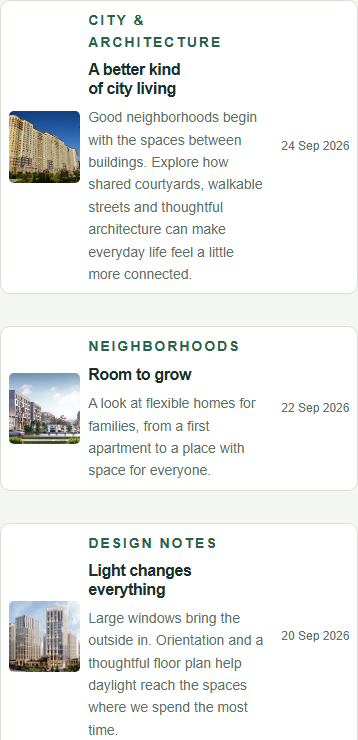 CITY &
ARCHITECTURE
A better kind
of city living
Good neighborhoods begin
with the spaces between
buildings. Explore how
shared courtyards, walkable
streets and thoughtful
architecture can make
everyday life feel a little
more connected.
24 Sep 2026
NEIGHBORHOODS
Room to grow
A look at flexible homes for
families, from a first
apartment to a place with
space for everyone.
22 Sep 2026
DESIGN NOTES
Light changes
everything
Large windows bring the
outside in. Orientation and a
thoughtful floor plan help
daylight reach the spaces
where we spend the most
time.
20 Sep 2026